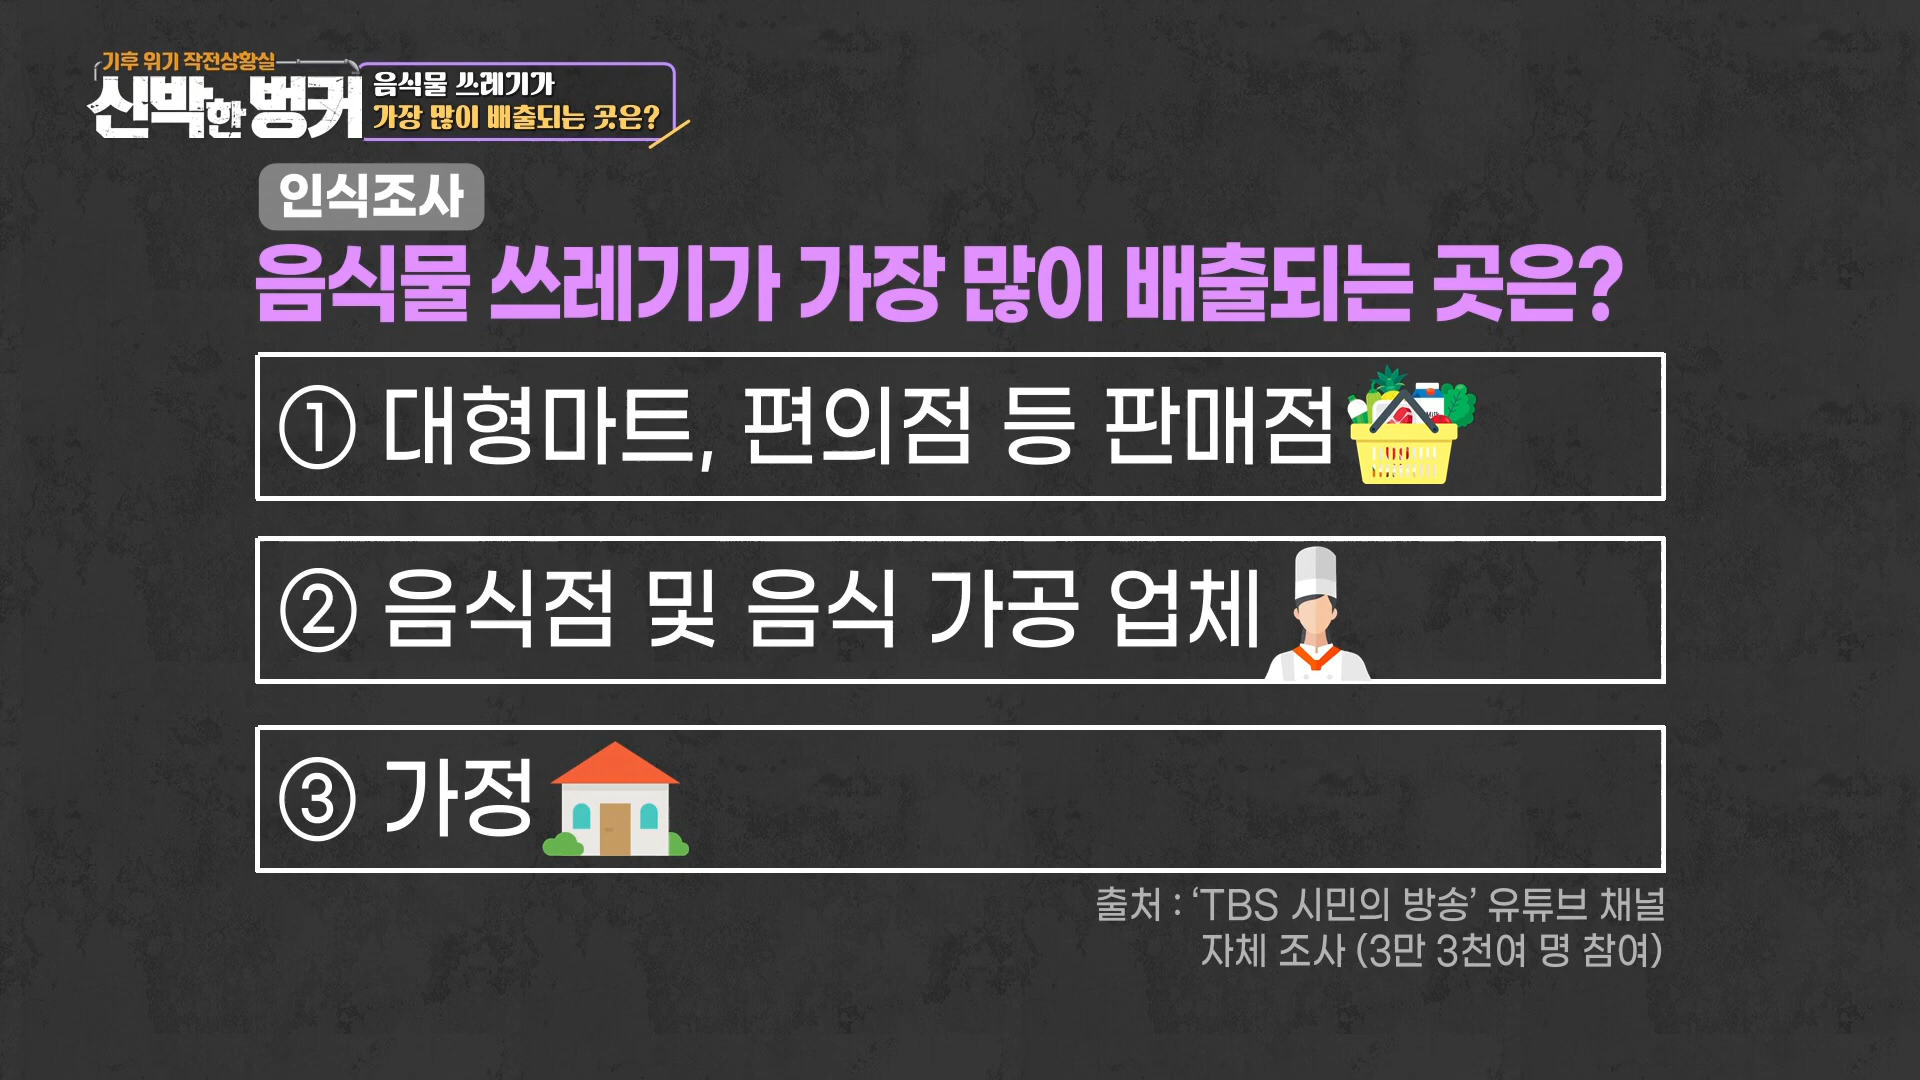 기후 위기 작전상황실
신박한 벙커
음식물 쓰레기가
가장 많이 배출되는 곳은?
인식조사
음식물 쓰레기가 가장 많이 배출되는 곳은?
① 대형마트, 편의점 등 판매점
② 음식점 및 음식 가공 업체
③ 가정
출처 : ‘TBS 시민의 방송’ 유튜브 채널
자체 조사 (3만 3천여 명 참여)